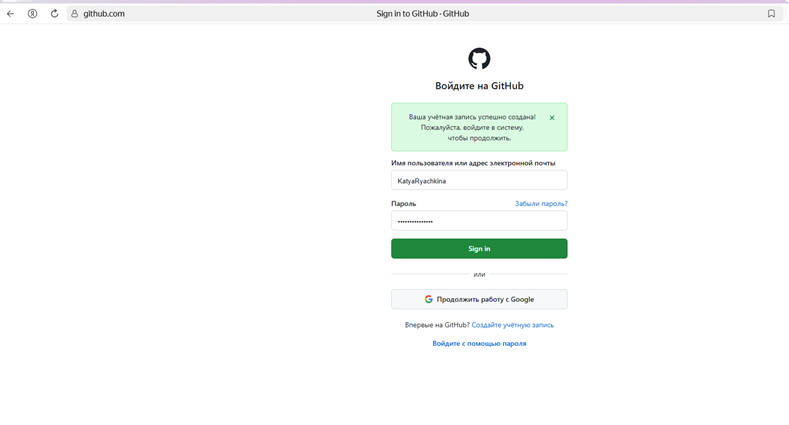 github.com
Sign in to GitHub · GitHub
Войдите на GitHub
Ваша учётная запись успешно создана!
Пожалуйста, войдите в систему,
чтобы продолжить.
Имя пользователя или адрес электронной почты
KatyaRyachkina
Пароль
Забыли пароль?
Sign in
или
Продолжить работу с Google
Впервые на GitHub? Создайте учётную запись
Войдите с помощью пароля